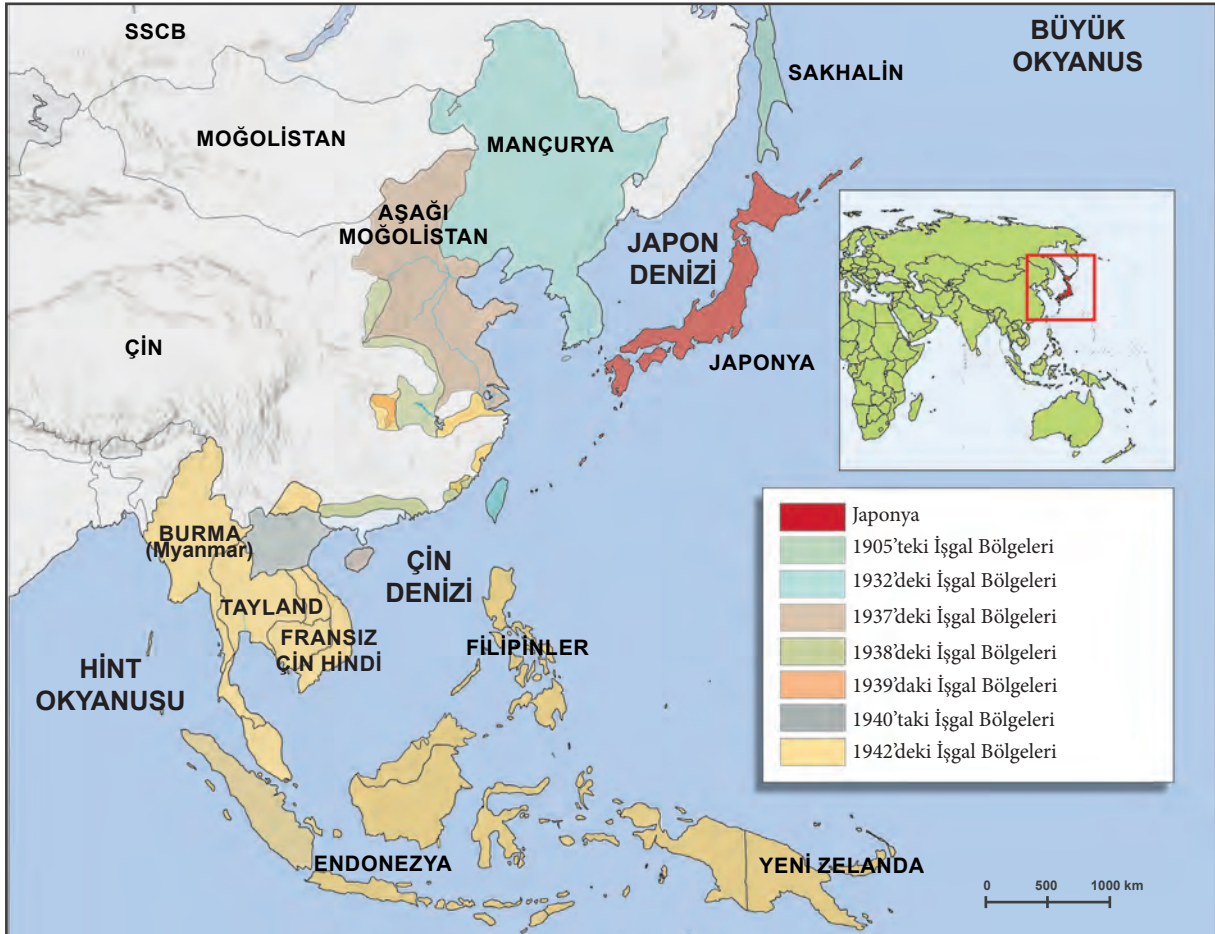 SSCB
BÜYÜK
OKYANUS
SAKHALİN
MOĞOLİSTAN
MANÇURYA
AŞAĞI
MOĞOLİSTAN
JAPON
DENİZİ
ÇİN
JAPONYA
BURMA
(Myanmar)
ÇİN
DENİZİ
TAYLAND
FRANSIZ
ÇİN HİNDİ
FİLİPİNLER
HİNT
OKYANUSU
ENDONEZYA
YENİ ZELANDA
Japonya
1905'teki İşgal Bölgeleri
1932'deki İşgal Bölgeleri
1937'deki İşgal Bölgeleri
1938'deki İşgal Bölgeleri
1939'daki İşgal Bölgeleri
1940'taki İşgal Bölgeleri
1942'deki İşgal Bölgeleri
0 500 1000 km